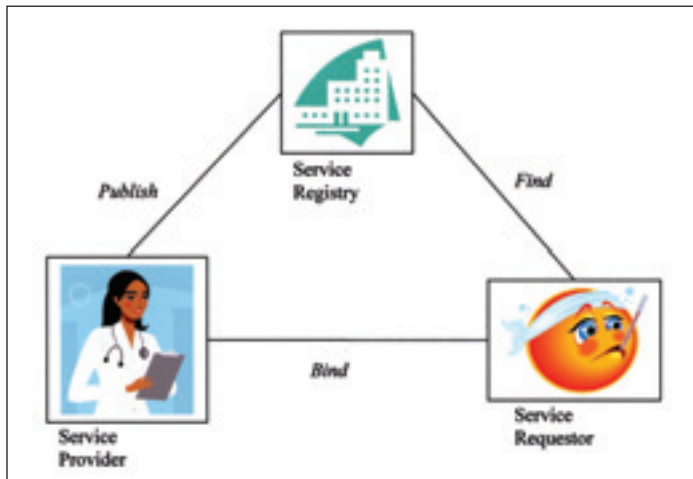 Service
Registry
Publish
Find
Bind
Service
Provider
Service
Requestor